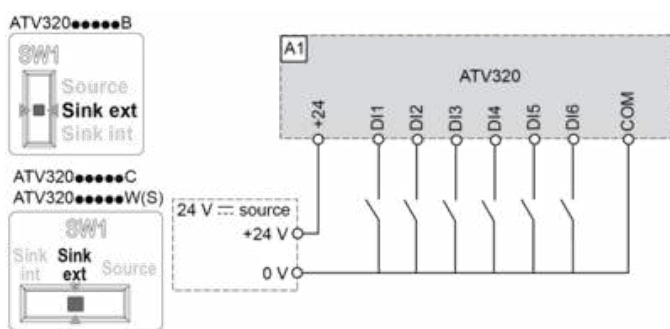 ATV320●●●●●B
SW1
Source
Sink ext
Sink int
ATV320●●●●●C
ATV320●●●●●W(S)
SW1
Sink int
Sink ext
Source
A1
ATV320
+24
DI1
DI2
DI3
DI4
DI5
DI6
COM
24 V ⎓ source
+24 V
0 V